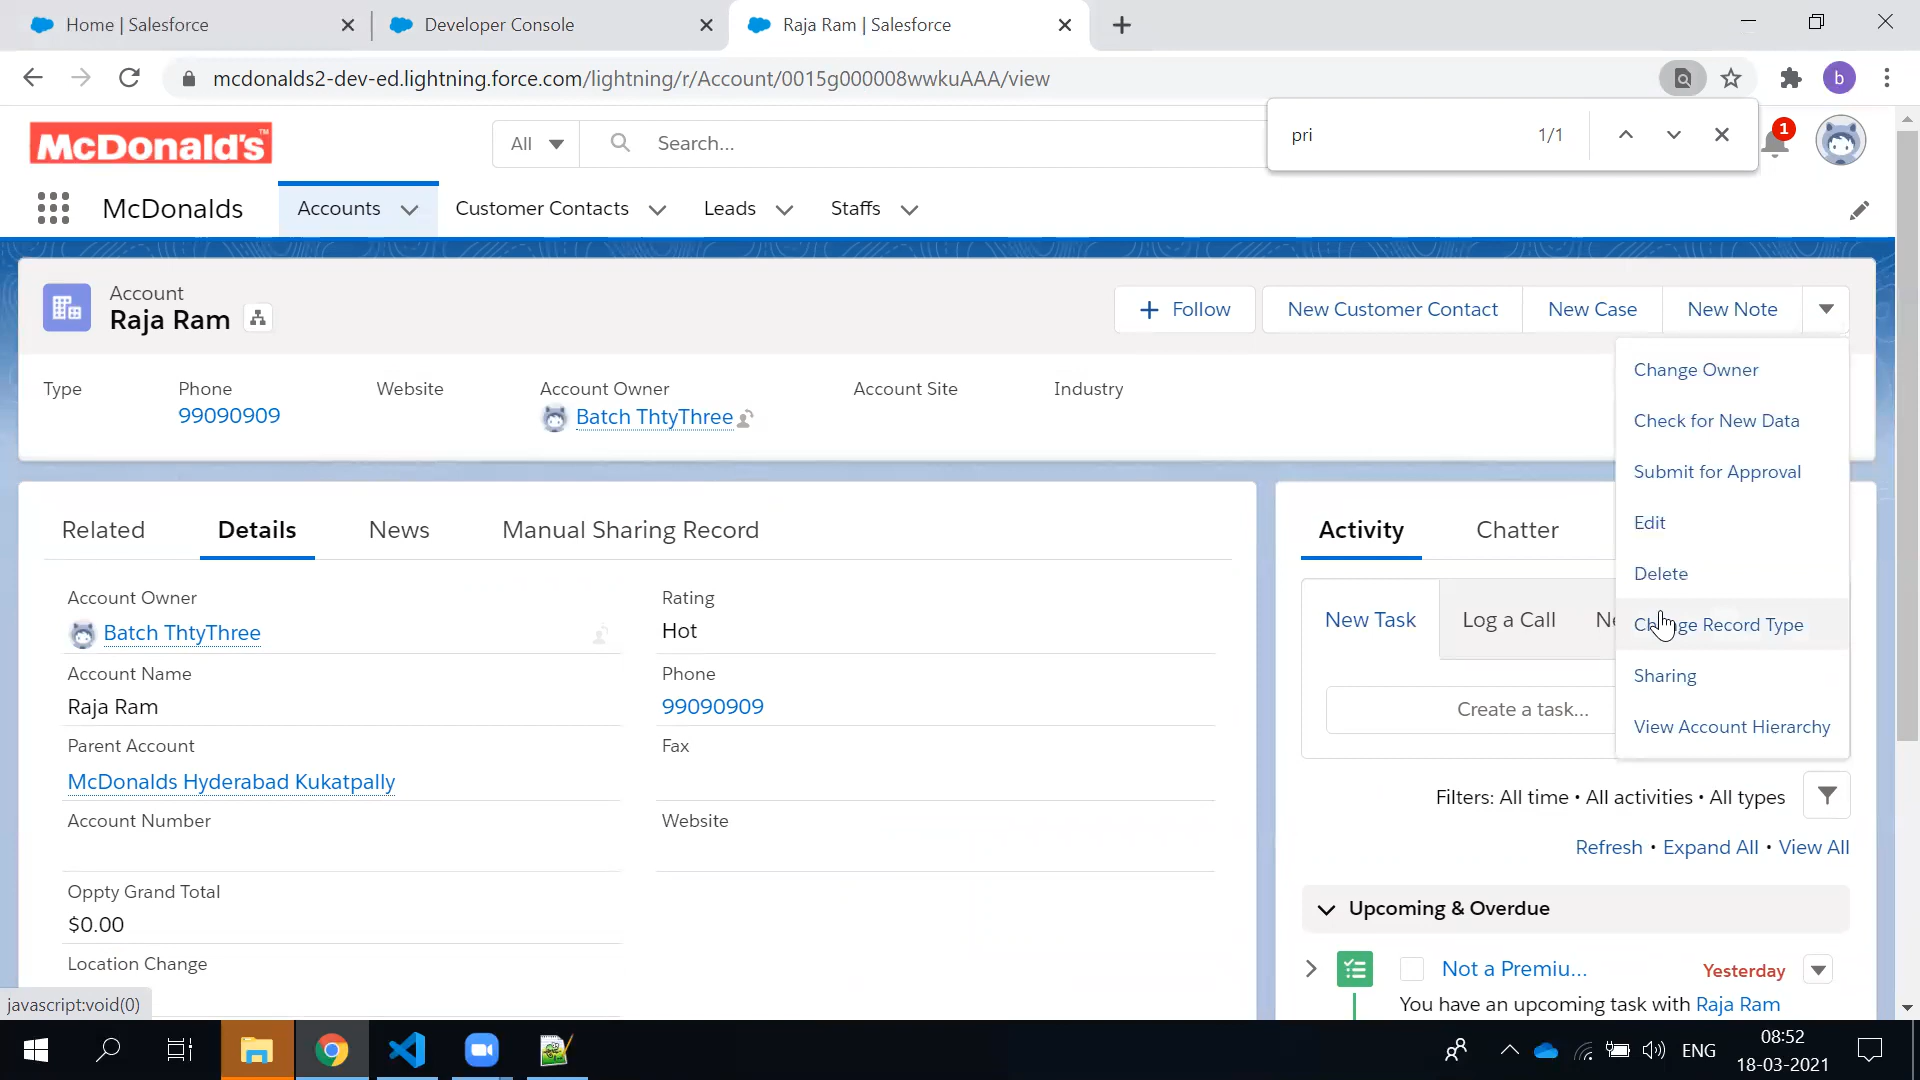 Home | Salesforce
Developer Console
Raja Ram | Salesforce
mcdonalds2-dev-ed.lightning.force.com/lightning/r/Account/0015g000008wwkuAAA/view
b
pri
1/1
McDonald's™
All
Search...
1
McDonalds
Accounts
Customer Contacts
Leads
Staffs
Account
Raja Ram
Follow
New Customer Contact
New Case
New Note
Type
Phone
99090909
Website
Account Owner
Batch ThtyThree
Account Site
Industry
Change Owner
Check for New Data
Submit for Approval
Edit
Delete
Change Record Type
Sharing
View Account Hierarchy
Related
Details
News
Manual Sharing Record
Account Owner
Batch ThtyThree
Rating
Hot
Account Name
Raja Ram
Phone
99090909
Parent Account
McDonalds Hyderabad Kukatpally
Fax
Account Number
Website
Oppty Grand Total
$0.00
Location Change
Activity
Chatter
New Task
Log a Call
Create a task...
Filters: All time • All activities • All types
Refresh • Expand All • View All
Upcoming & Overdue
Not a Premiu...
Yesterday
You have an upcoming task with Raja Ram
javascript:void(0)
ENG
08:52
18-03-2021